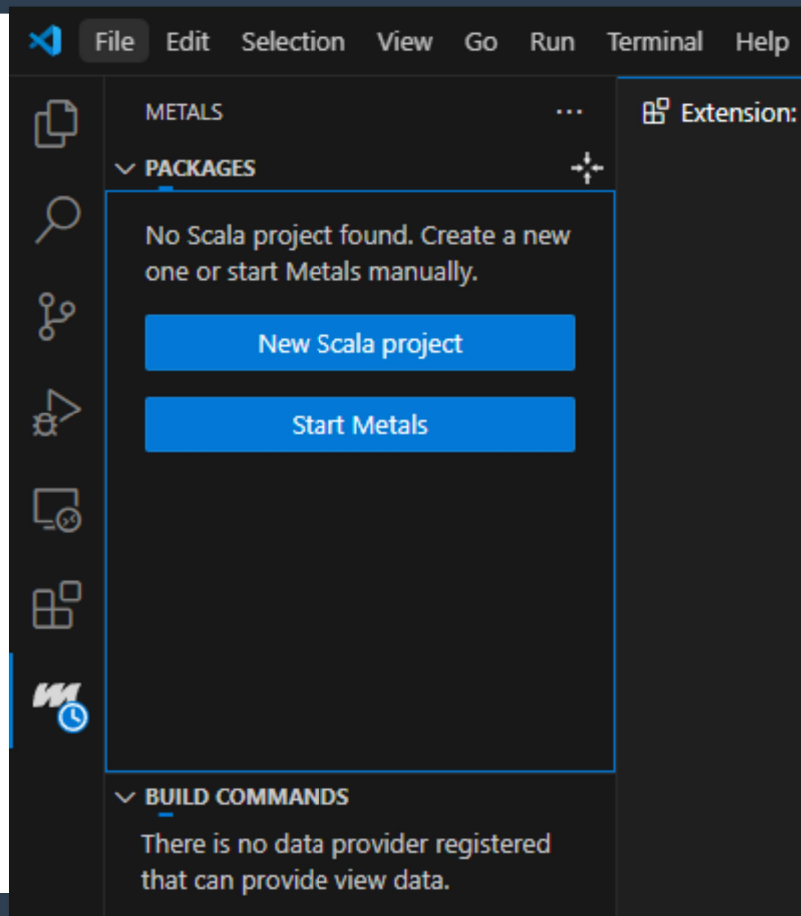 File Edit Selection View Go Run Terminal Help
METALS
Extension:
PACKAGES
No Scala project found. Create a new
one or start Metals manually.
New Scala project
Start Metals
BUILD COMMANDS
There is no data provider registered
that can provide view data.